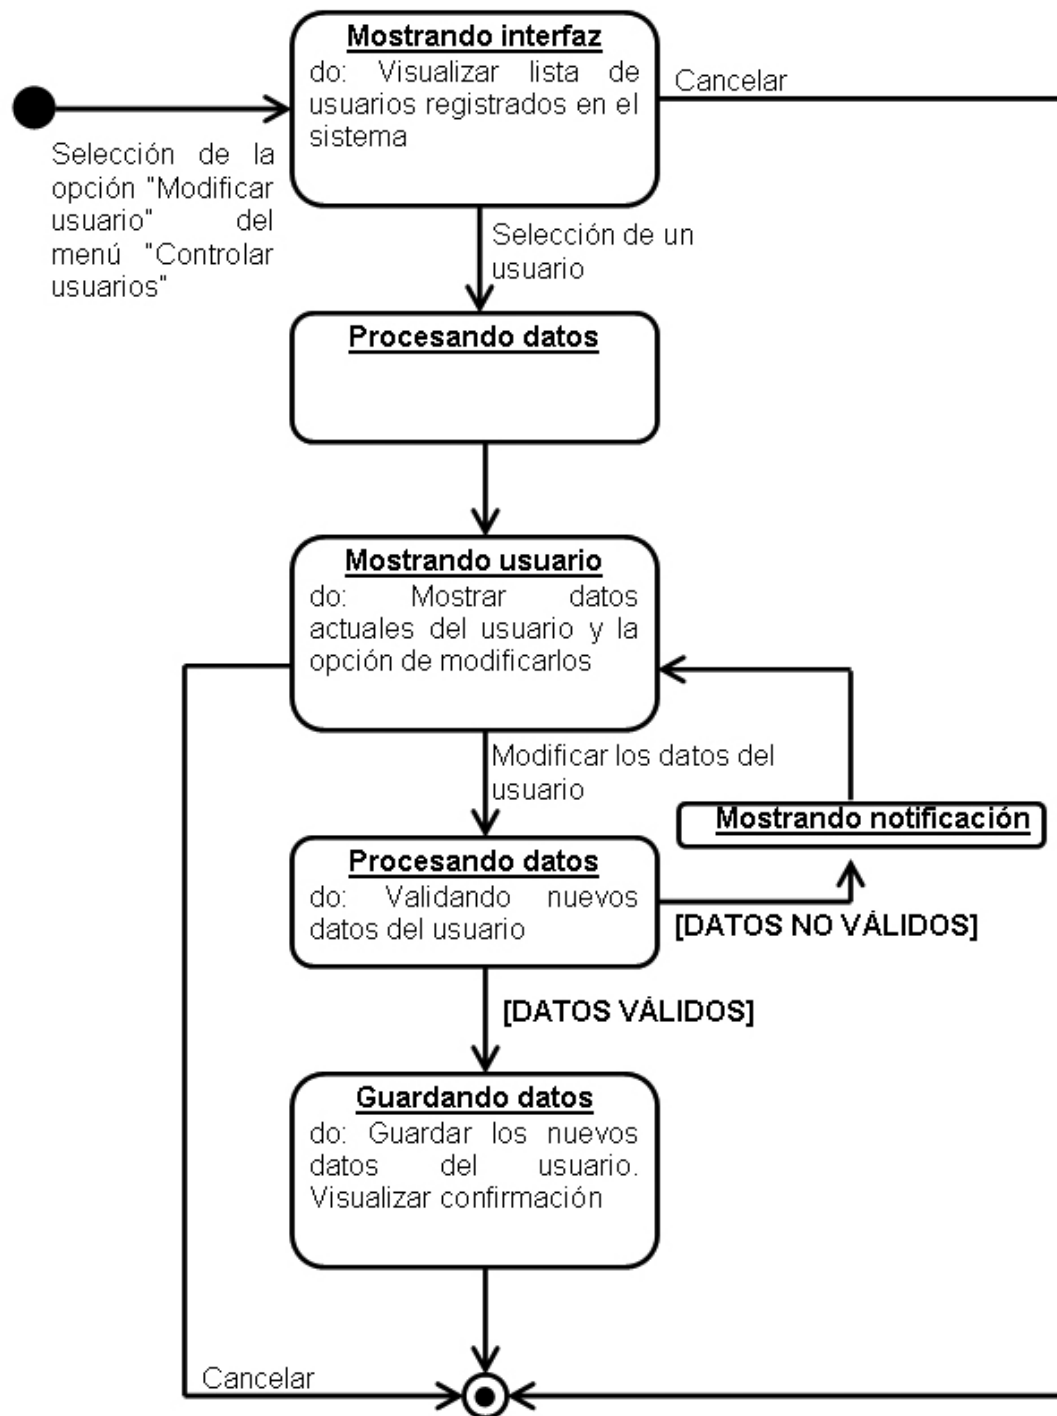 Mostrando interfaz
do: Visualizar lista de
usuarios registrados en el
sistema
Cancelar
Selección de la
opción "Modificar
usuario" del
menú "Controlar
usuarios"
Selección de un
usuario
Procesando datos
Mostrando usuario
do: Mostrar datos
actuales del usuario y la
opción de modificarlos
Modificar los datos del
usuario
Mostrando notificación
Procesando datos
do: Validando nuevos
datos del usuario
[DATOS NO VÁLIDOS]
[DATOS VÁLIDOS]
Guardando datos
do: Guardar los nuevos
datos del usuario.
Visualizar confirmación
Cancelar